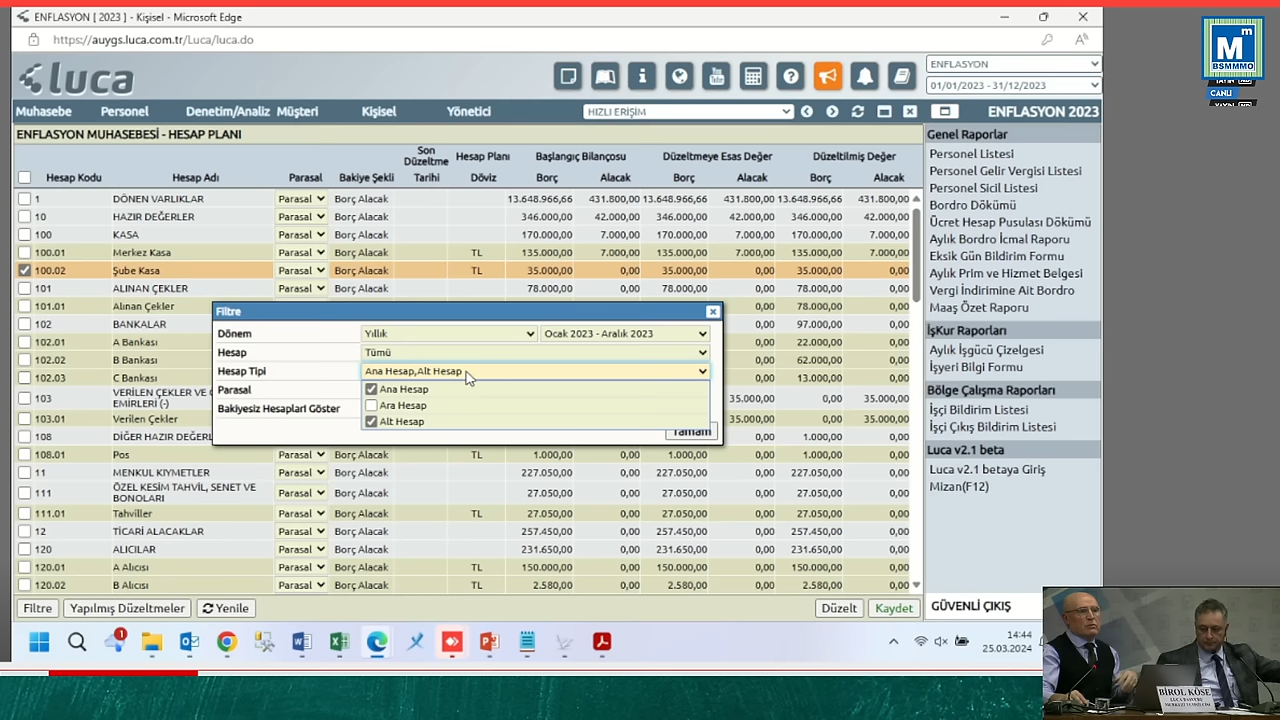 ENFLASYON [ 2023 ] - Kişisel - Microsoft Edge
https://auygs.luca.com.tr/Luca/luca.do
luca
ENFLASYON
01/01/2023 - 31/12/2023
Muhasebe Personel Denetim/Analiz Müşteri Kişisel Yönetici HIZLI ERİŞİM ENFLASYON 2023
ENFLASYON MUHASEBESİ - HESAP PLANI
Hesap Kodu Hesap Adı Parasal Bakiye Şekli Son Düzeltme Tarihi Hesap Planı Döviz Başlangıç Bilançosu Borç Alacak Düzeltmeye Esas Değer Borç Alacak Düzeltilmiş Değer Borç Alacak
1 DÖNEN VARLIKLAR Parasal Borç Alacak 13.648.966,66 431.800,00 13.648.966,66 431.800,00 13.648.966,66 431.800,00
10 HAZIR DEĞERLER Parasal Borç Alacak 346.000,00 42.000,00 346.000,00 42.000,00 346.000,00 42.000,00
100 KASA Parasal Borç Alacak 170.000,00 7.000,00 170.000,00 7.000,00 170.000,00 7.000,00
100.01 Merkez Kasa Parasal Borç Alacak TL 135.000,00 7.000,00 135.000,00 7.000,00 135.000,00 7.000,00
100.02 Şube Kasa Parasal Borç Alacak TL 35.000,00 0,00 35.000,00 0,00 35.000,00 0,00
101 ALINAN ÇEKLER Parasal Borç Alacak 78.000,00 0,00 78.000,00 0,00 78.000,00 0,00
101.01 Alınan Çekler 0,00 78.000,00 0,00
102 BANKALAR 0,00 97.000,00 0,00
102.01 A Bankası 0,00 22.000,00 0,00
102.02 B Bankası 0,00 62.000,00 0,00
102.03 C Bankası 0,00 13.000,00 0,00
103 VERİLEN ÇEKLER VE
EMİRLERİ (-) 35.000,00 0,00 35.000,00
103.01 Verilen Çekler 35.000,00 0,00 35.000,00
108 DİĞER HAZIR DEĞERL 0,00 1.000,00 0,00
108.01 Pos Parasal Borç Alacak TL 1.000,00 0,00 1.000,00 0,00 1.000,00 0,00
11 MENKUL KIYMETLER Parasal Borç Alacak 227.050,00 0,00 227.050,00 0,00 227.050,00 0,00
111 ÖZEL KESİM TAHVİL, SENET VE BONOLARI Parasal Borç Alacak 27.050,00 0,00 27.050,00 0,00 27.050,00 0,00
111.01 Tahviller Parasal Borç Alacak TL 27.050,00 0,00 27.050,00 0,00 27.050,00 0,00
12 TİCARİ ALACAKLAR Parasal Borç Alacak 257.450,00 0,00 257.450,00 0,00 257.450,00 0,00
120 ALICILAR Parasal Borç Alacak 231.650,00 0,00 231.650,00 0,00 231.650,00 0,00
120.01 A Alıcısı Parasal Borç Alacak TL 150.000,00 0,00 150.000,00 0,00 150.000,00 0,00
120.02 B Alıcısı Parasal Borç Alacak TL 2.580,00 0,00 2.580,00 0,00 2.580,00 0,00
Filtre
Dönem Yıllık Ocak 2023 - Aralık 2023
Hesap Tümü
Hesap Tipi Ana Hesap,Alt Hesap
Parasal
Bakiyesiz Hesapları Göster
Ana Hesap
Ara Hesap
Alt Hesap
Tamam
Filtre Yapılmış Düzeltmeler Yenile Düzelt Kaydet
Genel Raporlar
Personel Listesi
Personel Gelir Vergisi Listesi
Personel Sicil Listesi
Bordro Dökümü
Ücret Hesap Pusulası Dökümü
Aylık Bordro İcmal Raporu
Eksik Gün Bildirim Formu
Aylık Prim ve Hizmet Belgesi
Vergi İndirimine Ait Bordro
Maaş Özet Raporu
İşKur Raporları
Aylık İşgücü Çizelgesi
İşyeri Bilgi Formu
Bölge Çalışma Raporları
İşçi Bildirim Listesi
İşçi Çıkış Bildirim Listesi
Luca v2.1 beta
Luca v2.1 betaya Giriş
Mizan(F12)
GÜVENLİ ÇIKIŞ
14:44
25.03.2024
M m
BSMMMO
CANLI
BİROL KÖSE